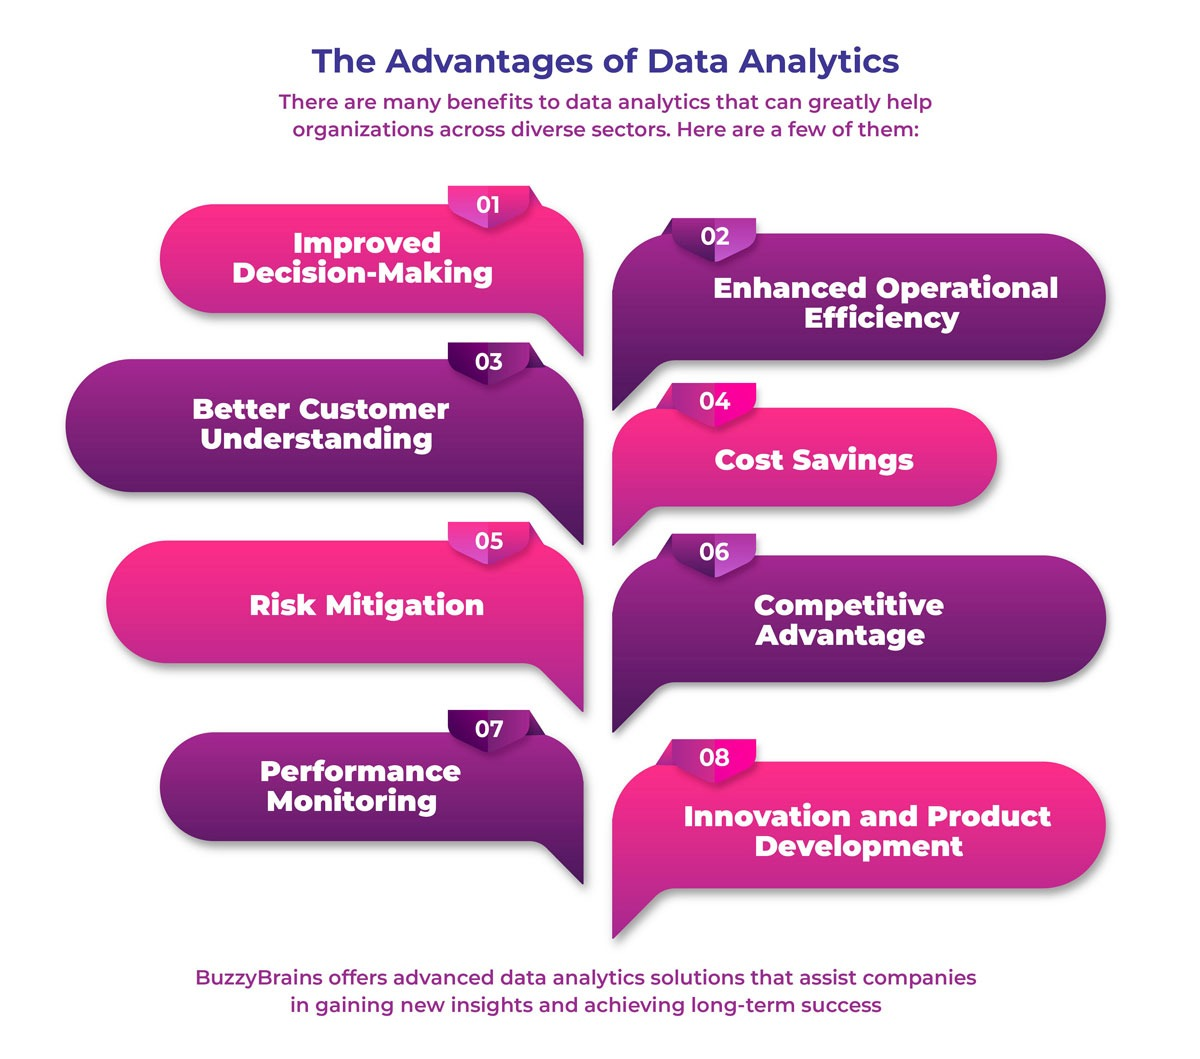 The Advantages of Data Analytics
There are many benefits to data analytics that can greatly help
organizations across diverse sectors. Here are a few of them:
01
Improved
Decision-Making
02
Enhanced Operational
Efficiency
03
Better Customer
Understanding
04
Cost Savings
05
Risk Mitigation
06
Competitive
Advantage
07
Performance
Monitoring
08
Innovation and Product
Development
BuzzyBrains offers advanced data analytics solutions that assist companies
in gaining new insights and achieving long-term success